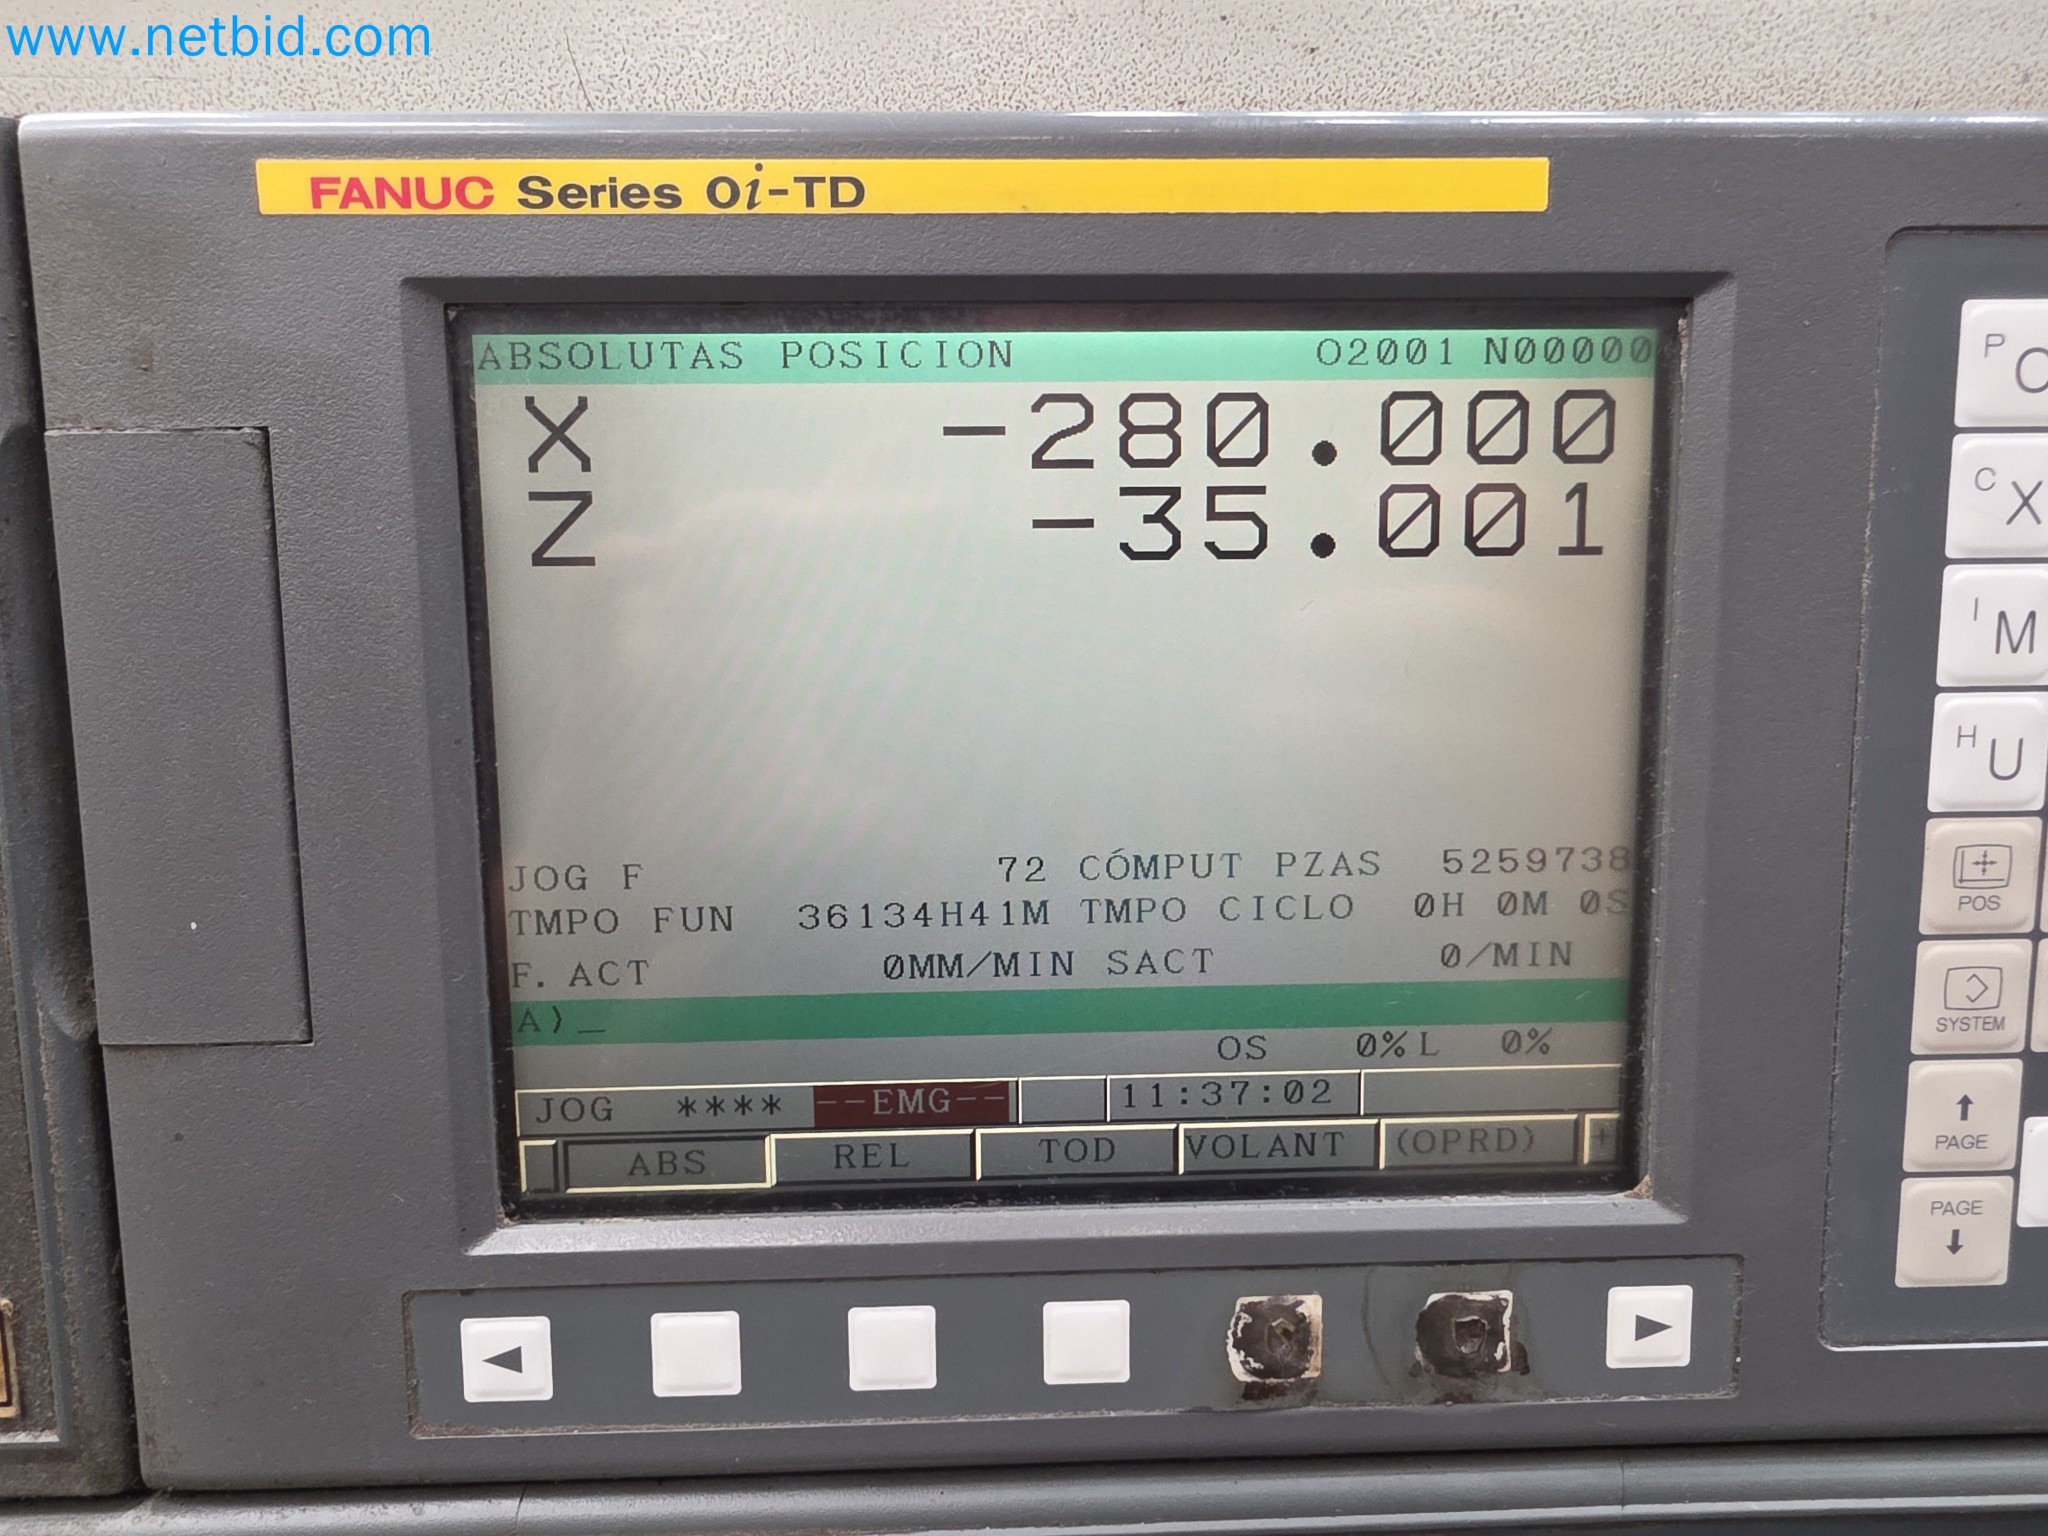 www.netbid.com
FANUC Series 0i-TD
ABSOLUTAS POSICION O2001 N00000
X -280.000
Z -35.001
JOG F 72 CÓMPUT PZAS 5259738
TMPO FUN 36134H41M TMPO CICLO 0H 0M 0S
F. ACT 0MM/MIN SACT 0/MIN
A)_
OS 0% L 0%
JOG **** --EMG-- 11:37:02
ABS REL TOD VOLANT (OPRD) +
P
C X
I M
H U
POS
SYSTEM
↑
PAGE
PAGE
↓